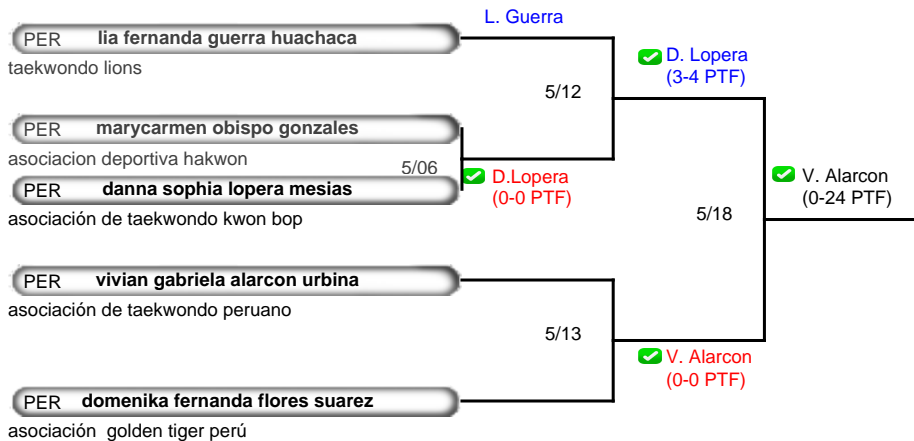 L. Guerra
PER lia fernanda guerra huachaca
taekwondo lions
D. Lopera
(3-4 PTF)
5/12
PER marycarmen obispo gonzales
asociacion deportiva hakwon
5/06
D.Lopera
(0-0 PTF)
PER danna sophia lopera mesias
asociación de taekwondo kwon bop
V. Alarcon
(0-24 PTF)
5/18
PER vivian gabriela alarcon urbina
asociación de taekwondo peruano
5/13
V. Alarcon
(0-0 PTF)
PER domenika fernanda flores suarez
asociación golden tiger perú